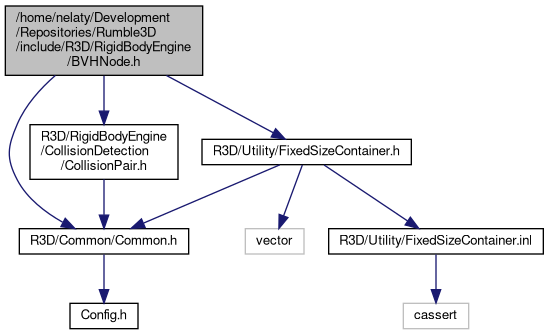 /home/nelaty/Development
/Repositories/Rumble3D
/include/R3D/RigidBodyEngine
/BVHNode.h
R3D/RigidBodyEngine
/CollisionDetection
/CollisionPair.h
R3D/Utility/FixedSizeContainer.h
R3D/Common/Common.h
vector
R3D/Utility/FixedSizeContainer.inl
Config.h
cassert